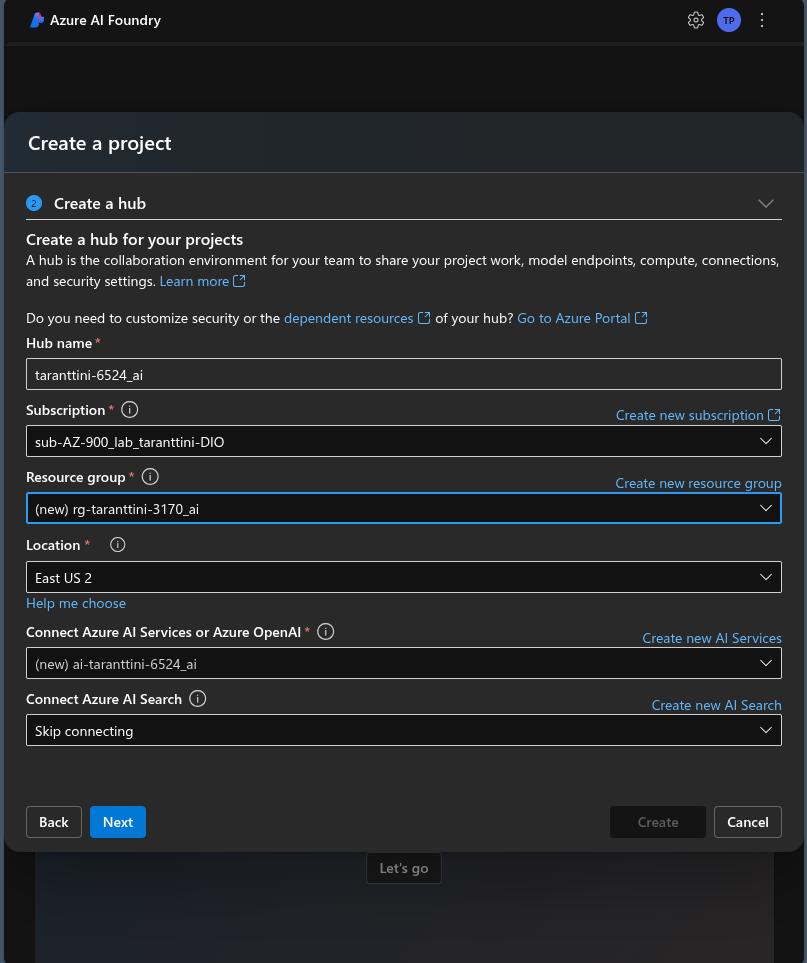 Azure AI Foundry
TP
Create a project
2 Create a hub
Create a hub for your projects
A hub is the collaboration environment for your team to share your project work, model endpoints, compute, connections,
and security settings. Learn more
Do you need to customize security or the dependent resources of your hub? Go to Azure Portal
Hub name *
taranttini-6524_ai
Subscription *
Create new subscription
sub-AZ-900_lab_taranttini-DIO
Resource group *
Create new resource group
(new) rg-taranttini-3170_ai
Location *
East US 2
Help me choose
Connect Azure AI Services or Azure OpenAI *
Create new AI Services
(new) ai-taranttini-6524_ai
Connect Azure AI Search
Create new AI Search
Skip connecting
Back Next Create Cancel
Let's go